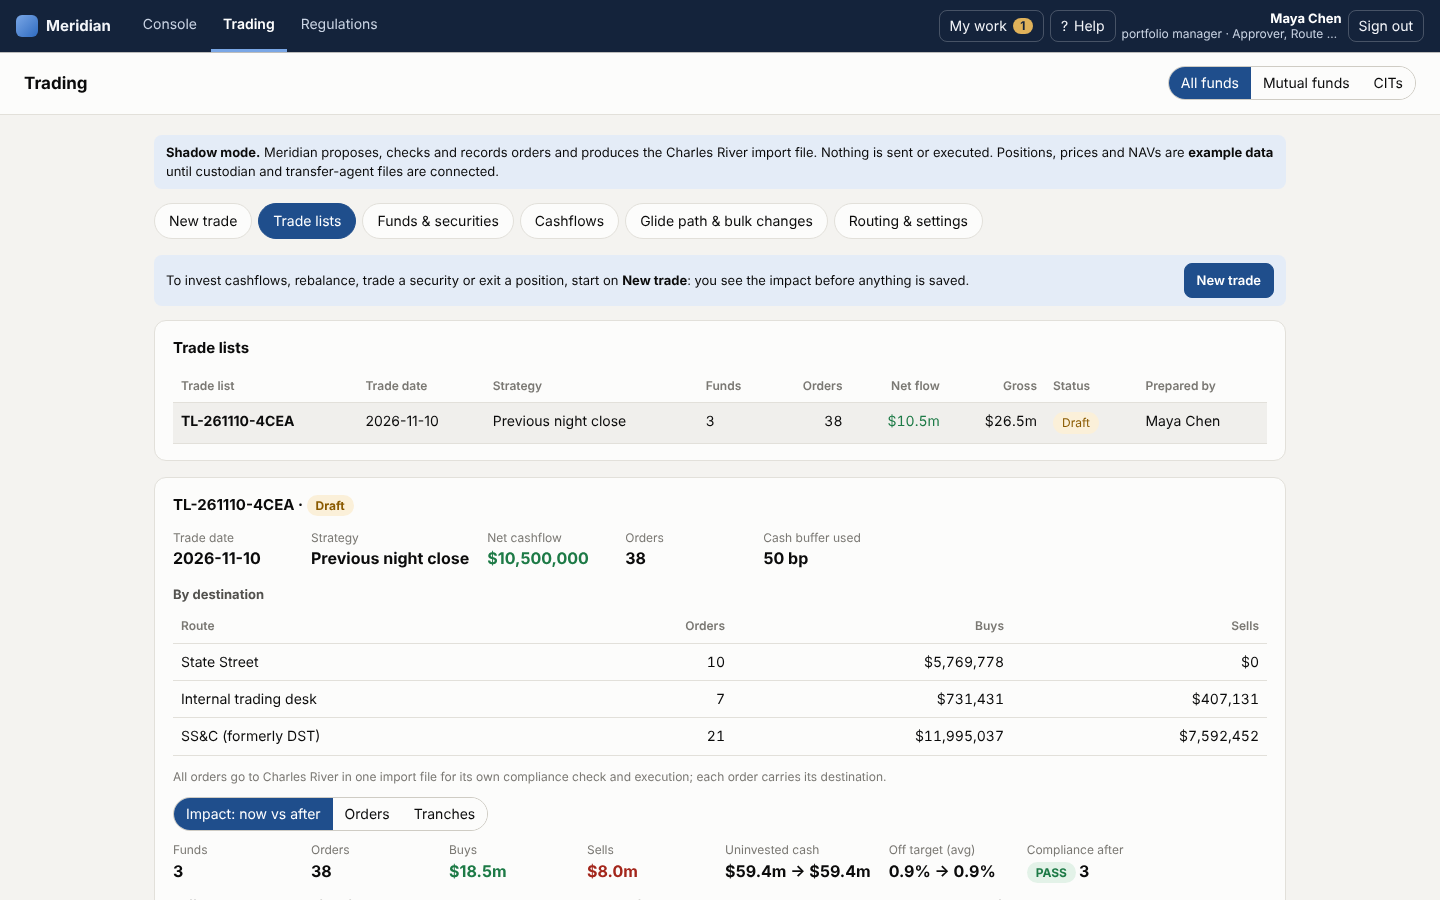 Meridian
Console
Trading
Regulations
My work 1
? Help
Maya Chen
portfolio manager · Approver, Route ...
Sign out
Trading
All funds
Mutual funds
CITs
Shadow mode. Meridian proposes, checks and records orders and produces the Charles River import file. Nothing is sent or executed. Positions, prices and NAVs are example data
until custodian and transfer-agent files are connected.
New trade
Trade lists
Funds & securities
Cashflows
Glide path & bulk changes
Routing & settings
To invest cashflows, rebalance, trade a security or exit a position, start on New trade: you see the impact before anything is saved.
New trade
Trade lists
Trade list Trade date Strategy Funds Orders Net flow Gross Status Prepared by
TL-261110-4CEA 2026-11-10 Previous night close 3 38 $10.5m $26.5m Draft Maya Chen
TL-261110-4CEA · Draft
Trade date Strategy Net cashflow Orders Cash buffer used
2026-11-10 Previous night close $10,500,000 38 50 bp
By destination
Route Orders Buys Sells
State Street 10 $5,769,778 $0
Internal trading desk 7 $731,431 $407,131
SS&C (formerly DST) 21 $11,995,037 $7,592,452
All orders go to Charles River in one import file for its own compliance check and execution; each order carries its destination.
Impact: now vs after
Orders
Tranches
Funds Orders Buys Sells Uninvested cash Off target (avg) Compliance after
3 38 $18.5m $8.0m $59.4m → $59.4m 0.9% → 0.9% PASS 3